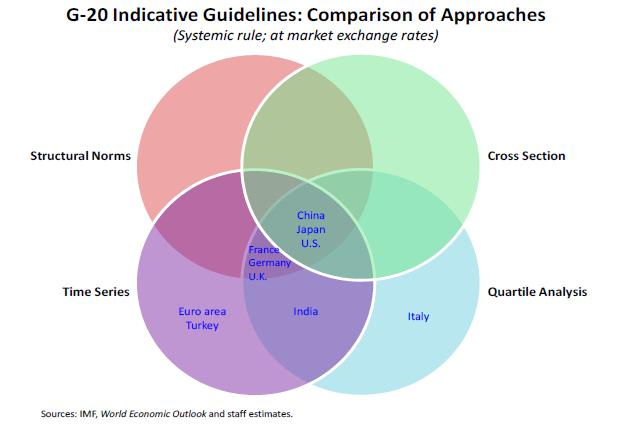 G-20 Indicative Guidelines: Comparison of Approaches
(Systemic rule; at market exchange rates)
Structural Norms
Cross Section
China
Japan
U.S.
France
Germany
U.K.
Time Series
Quartile Analysis
Euro area
Turkey
India
Italy
Sources: IMF, World Economic Outlook and staff estimates.